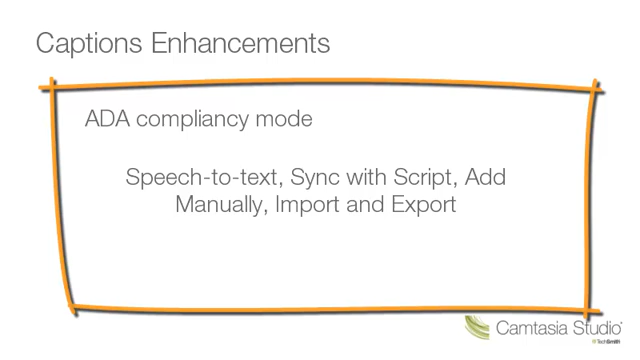 Captions Enhancements
ADA compliancy mode
Speech-to-text, Sync with Script, Add
Manually, Import and Export
Camtasia Studio®
TechSmith